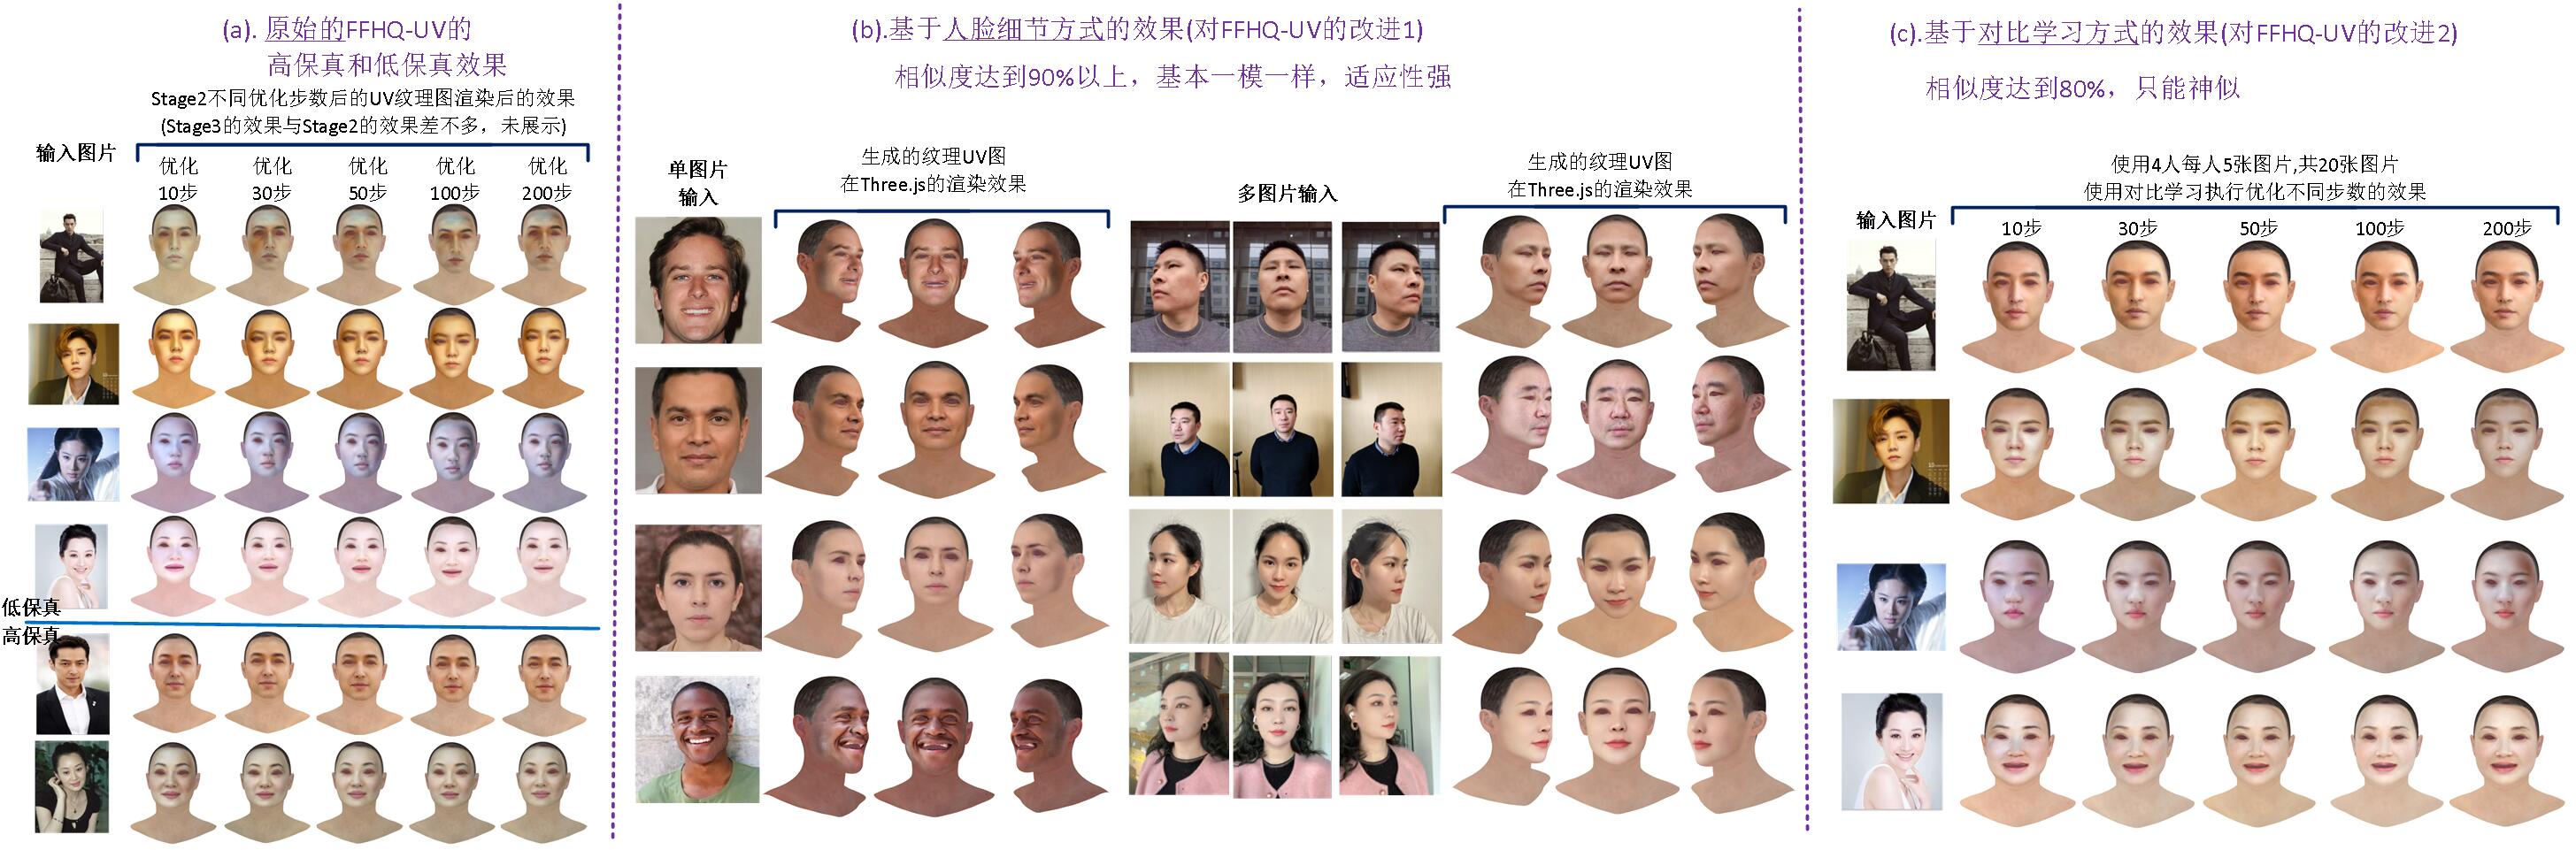 (a). 原始的FFHQ-UV的
高保真和低保真效果
Stage2不同优化步数后的UV纹理图渲染后的效果
(Stage3的效果与Stage2的效果差不多，未展示)
输入图片
优化
10步
优化
30步
优化
50步
优化
100步
优化
200步
低保真
高保真
(b).基于人脸细节方式的效果(对FFHQ-UV的改进1)
相似度达到90%以上，基本一模一样，适应性强
单图片
输入
生成的纹理UV图
在Three.js的渲染效果
多图片输入
生成的纹理UV图
在Three.js的渲染效果
(c).基于对比学习方式的效果(对FFHQ-UV的改进2)
相似度达到80%，只能神似
输入图片
使用4人每人5张图片,共20张图片
使用对比学习执行优化不同步数的效果
10步
30步
50步
100步
200步